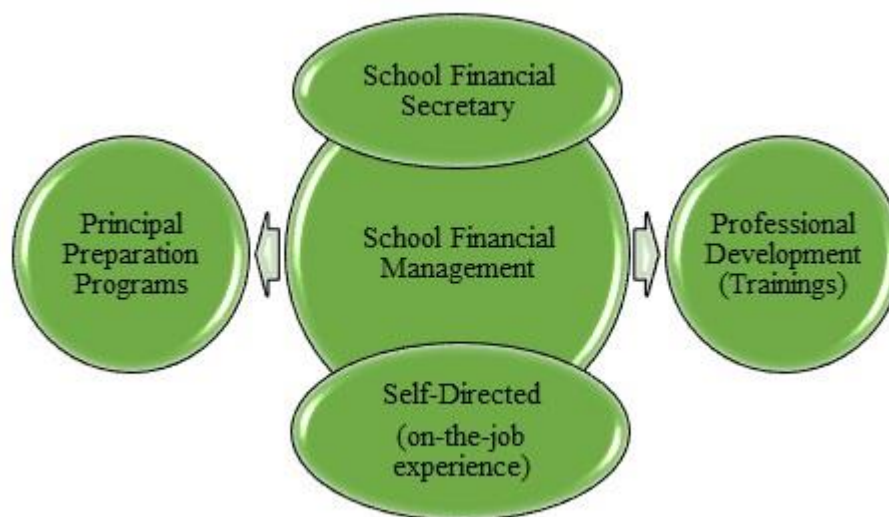 School Financial
Secretary
Principal
Preparation
Programs
School Financial
Management
Professional
Development
(Trainings)
Self-Directed
(on-the-job
experience)